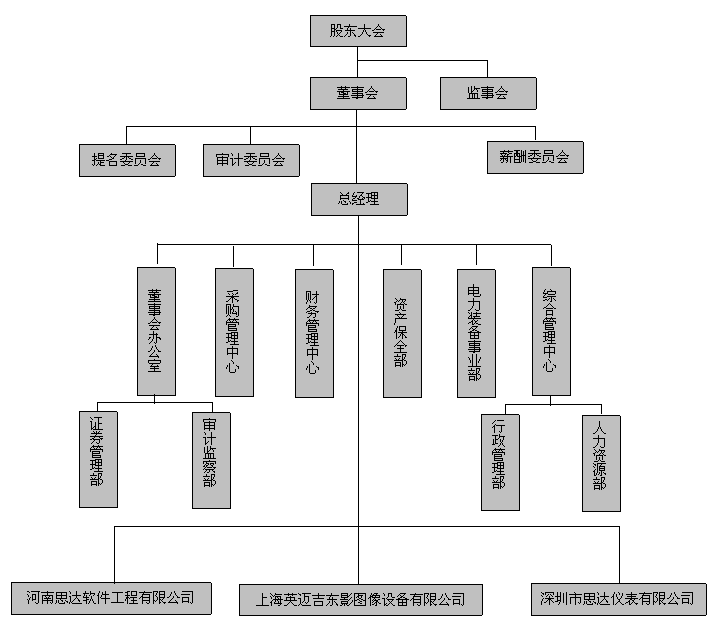 股东大会
董事会
监事会
提名委员会
审计委员会
薪酬委员会
总经理
董事会办公室
采购管理中心
财务管理中心
资产保全部
电力装备事业部
综合管理中心
证券管理部
审计监察部
行政管理部
人力资源部
河南思达软件工程有限公司
上海英迈吉东影图像设备有限公司
深圳市思达仪表有限公司